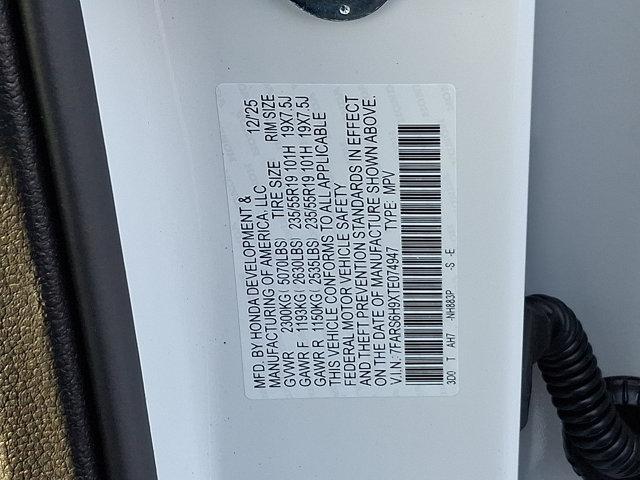 MFD. BY HONDA DEVELOPMENT &
MANUFACTURING OF AMERICA, LLC 12/'25
TIRE SIZE RIM SIZE
GVWR 2300KG( 5070LBS)
GAWR F 1193KG( 2630LBS) 235/55R19 101H 19X7.5J
GAWR R 1150KG( 2535LBS) 235/55R19 101H 19X7.5J
THIS VEHICLE CONFORMS TO ALL APPLICABLE
FEDERAL MOTOR VEHICLE SAFETY
AND THEFT PREVENTION STANDARDS IN EFFECT
ON THE DATE OF MANUFACTURE SHOWN ABOVE.
V.I.N.:7FARS6H9XTE074947 TYPE: MPV
3D0 T AH7 -NH883P -S -E